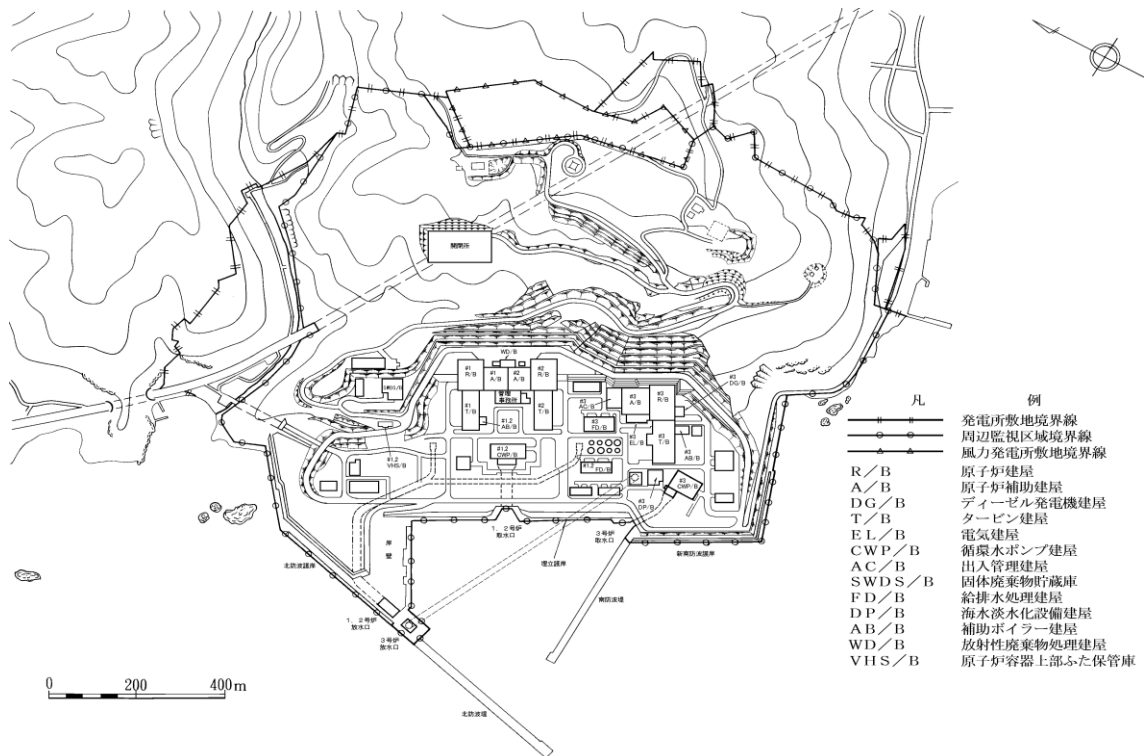 開閉所
WD/B
#1
R/B
#1
A/B
#2
A/B
#2
R/B
SWDS/B
管理
事務所
#1
T/B
#1,2
AB/B
#2
T/B
#3
AC/B
#3
A/B
#3
R/B
#3
DG/B
#3
FD/B
#3
EL/B
#3
T/B
#3
AB/B
#1,2
VHS/B
#1,2
CWP/B
#1,2
FD/B
#3
DP/B
#3
CWP/B
1，2号炉
取水口
3号炉
取水口
埋立護岸
新南防波護岸
岸壁
北防波護岸
南防波堤
1，2号炉
放水口
3号炉
放水口
北防波堤
0 200 400m
凡 例
発電所敷地境界線
周辺監視区域境界線
風力発電所敷地境界線
R／B 原子炉建屋
A／B 原子炉補助建屋
DG／B ディーゼル発電機建屋
T／B タービン建屋
EL／B 電気建屋
CWP／B 循環水ポンプ建屋
AC／B 出入管理建屋
SWDS／B 固体廃棄物貯蔵庫
FD／B 給排水処理建屋
DP／B 海水淡水化設備建屋
AB／B 補助ボイラー建屋
WD／B 放射性廃棄物処理建屋
VHS／B 原子炉容器上部ふた保管庫